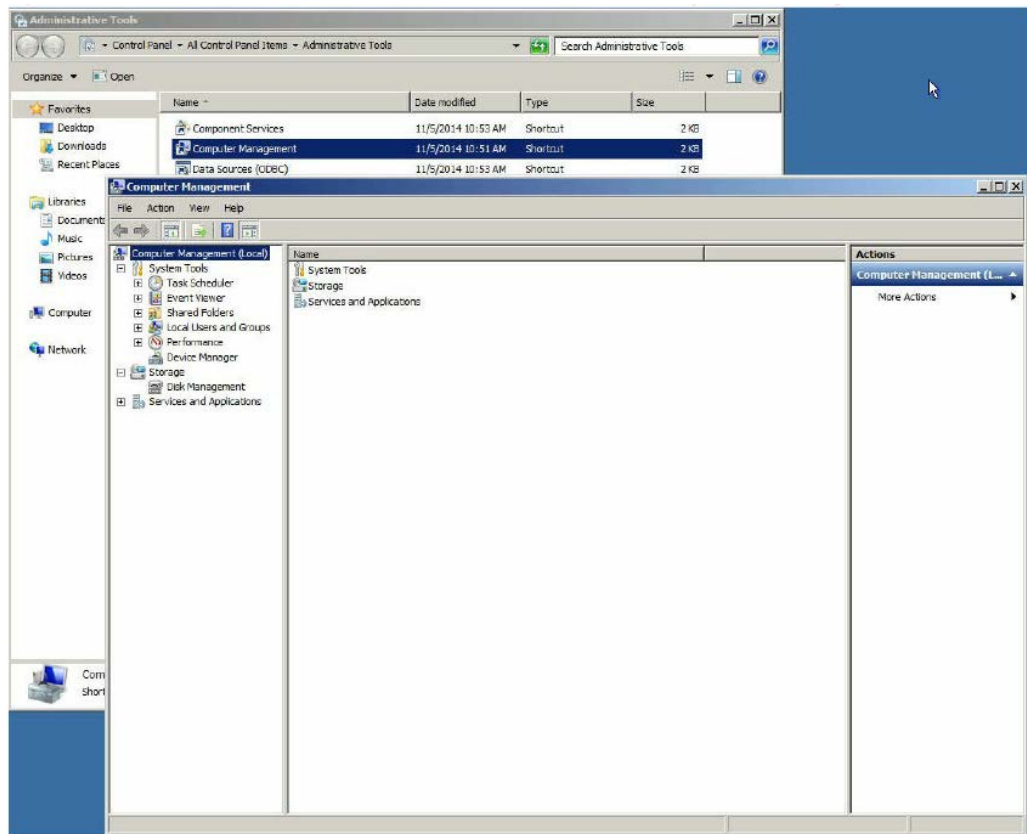 Administrative Tools
Control Panel - All Control Panel Items - Administrative Tools
Search Administrative Tools
Organize
Open
Favorites
Desktop
Downloads
Recent Places
Libraries
Documents
Music
Pictures
Videos
Computer
Network
Name
Date modified
Type
Size
Component Services 11/5/2014 10:53 AM Shortcut 2 KB
Computer Management 11/5/2014 10:51 AM Shortcut 2 KB
Data Sources (ODBC) 11/5/2014 10:53 AM Shortcut 2 KB
Com
Short
Computer Management
File Action View Help
Computer Management (Local)
System Tools
Task Scheduler
Event Viewer
Shared Folders
Local Users and Groups
Performance
Device Manager
Storage
Disk Management
Services and Applications
Name
System Tools
Storage
Services and Applications
Actions
Computer Management (L...
More Actions